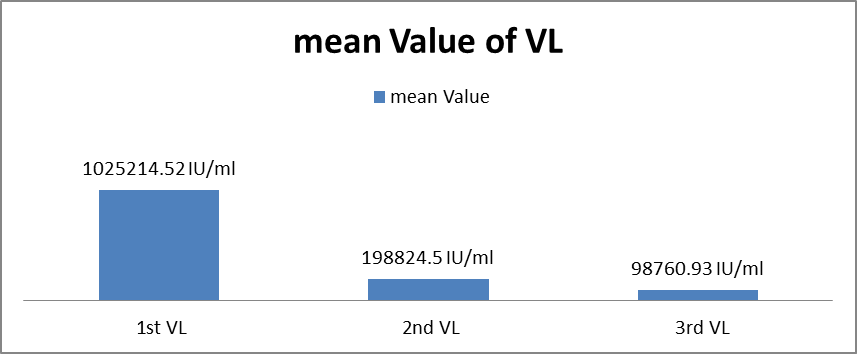 mean Value of VL
mean Value
1025214.52 IU/ml
198824.5 IU/ml
98760.93 IU/ml
1st VL
2nd VL
3rd VL